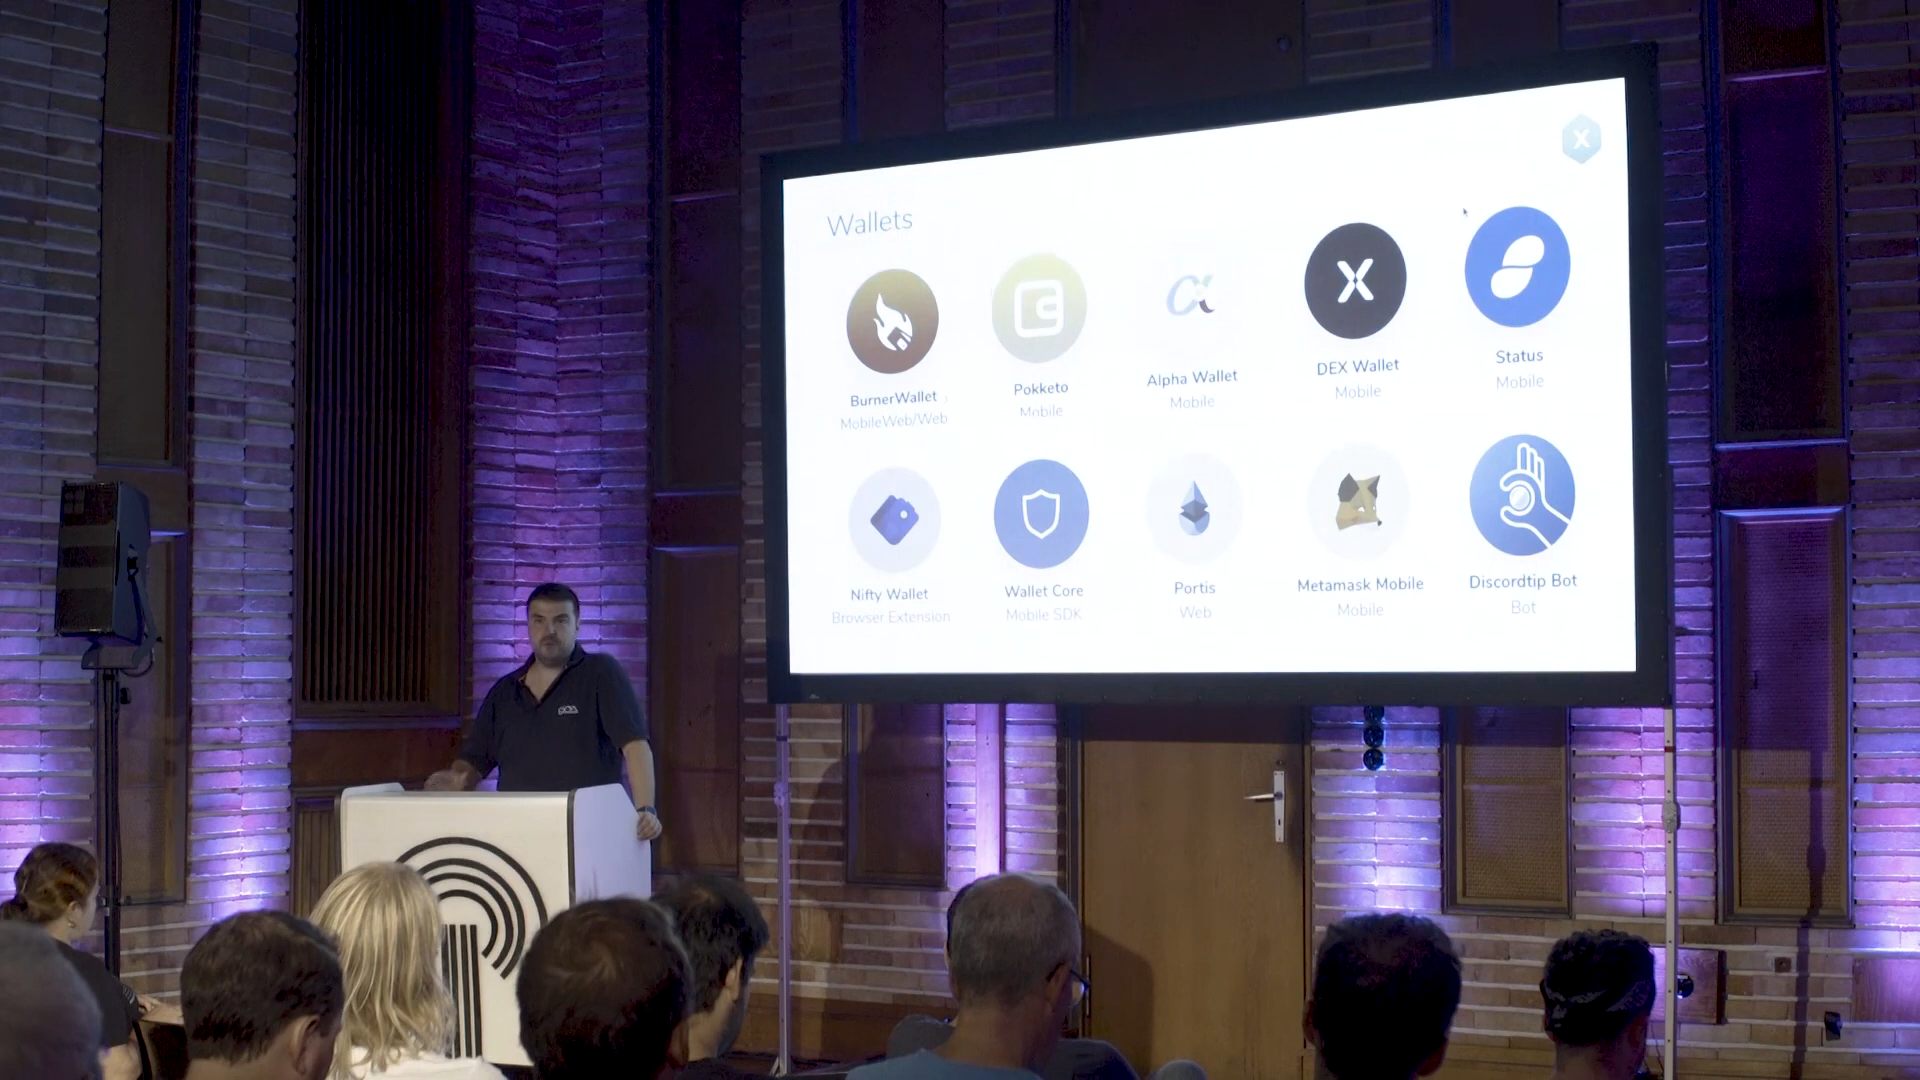 X
Wallets
BurnerWallet
MobileWeb/Web
Pokketo
Mobile
Alpha Wallet
Mobile
DEX Wallet
Mobile
Status
Mobile
Nifty Wallet
Browser Extension
Wallet Core
Mobile SDK
Portis
Web
Metamask Mobile
Mobile
Discordtip Bot
Bot
POA